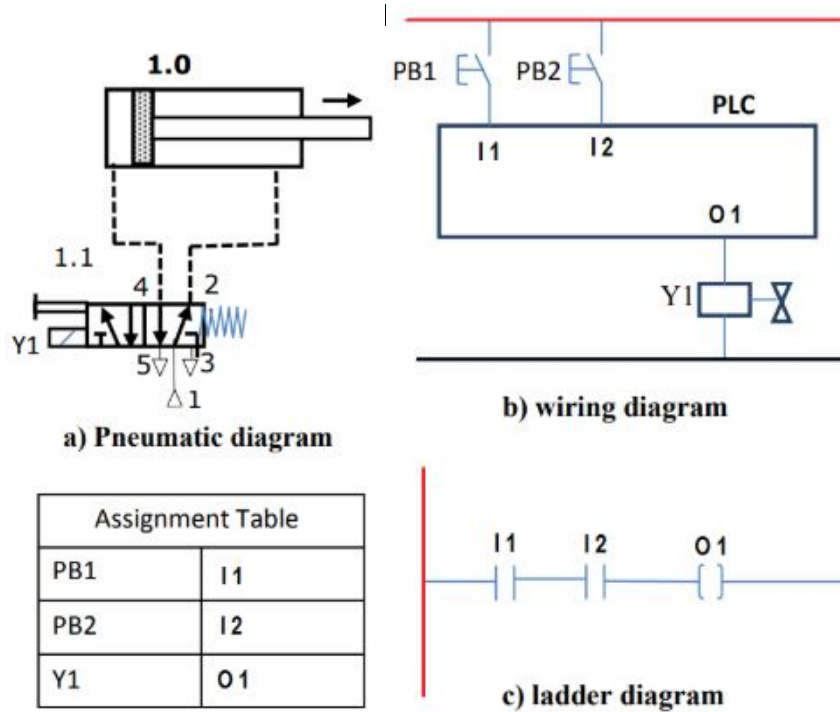 1.0
1.1
4
2
Y1
5
3
1
a) Pneumatic diagram
PB1
PB2
PLC
I1
I2
O1
Y1
b) wiring diagram
Assignment Table
PB1 I1
PB2 I2
Y1 O1
I1 I2 O1
c) ladder diagram